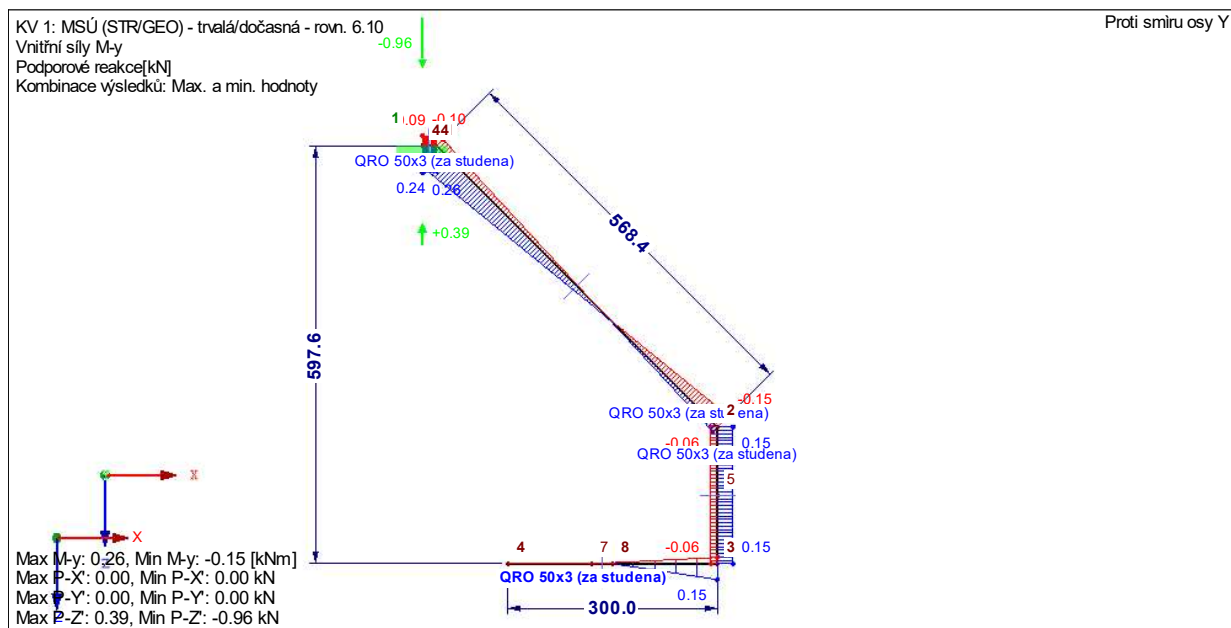 KV 1: MSÚ (STR/GEO) - trvalá/dočasná - rovn. 6.10
Proti smìru osy Y
Vnitřní síly M-y
Podporové reakce[kN]
Kombinace výsledků: Max. a min. hodnoty
-0.96
1 .09 -0.10
44
QRO 50x3 (za studena)
0.24 0.26
+0.39
568.4
597.6
-0.15
QRO 50x3 (za studena) 2
-0.06 0.15
QRO 50x3 (za studena)
5
X
X
4 7 8 -0.06 3 0.15
QRO 50x3 (za studena)
0.15
300.0
Max M-y: 0.26, Min M-y: -0.15 [kNm]
Max P-X': 0.00, Min P-X': 0.00 kN
Max P-Y': 0.00, Min P-Y': 0.00 kN
Max P-Z': 0.39, Min P-Z': -0.96 kN